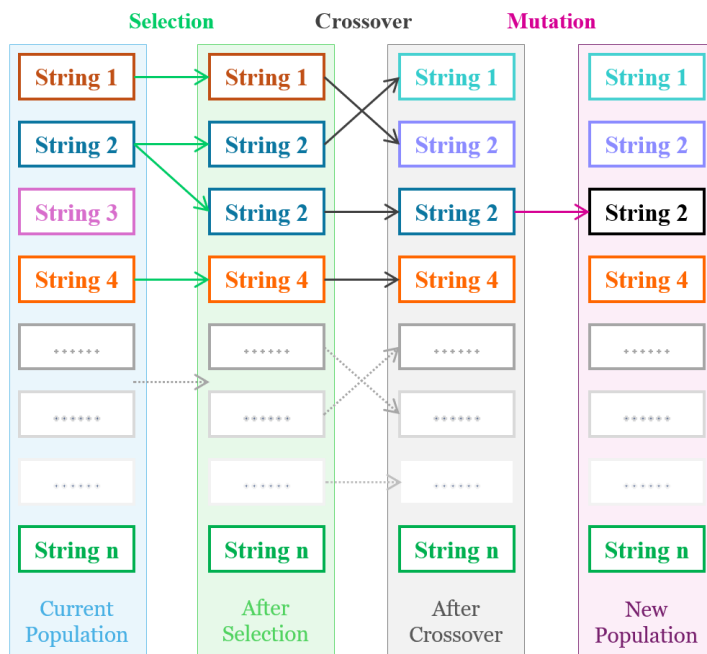 Selection Crossover Mutation
String 1 String 1 String 1 String 1
String 2 String 2 String 2 String 2
String 3 String 2 String 2 String 2
String 4 String 4 String 4 String 4
****** ****** ****** ******
****** ****** ****** ******
****** ****** ****** ******
String n String n String n String n
Current After After New
Population Selection Crossover Population